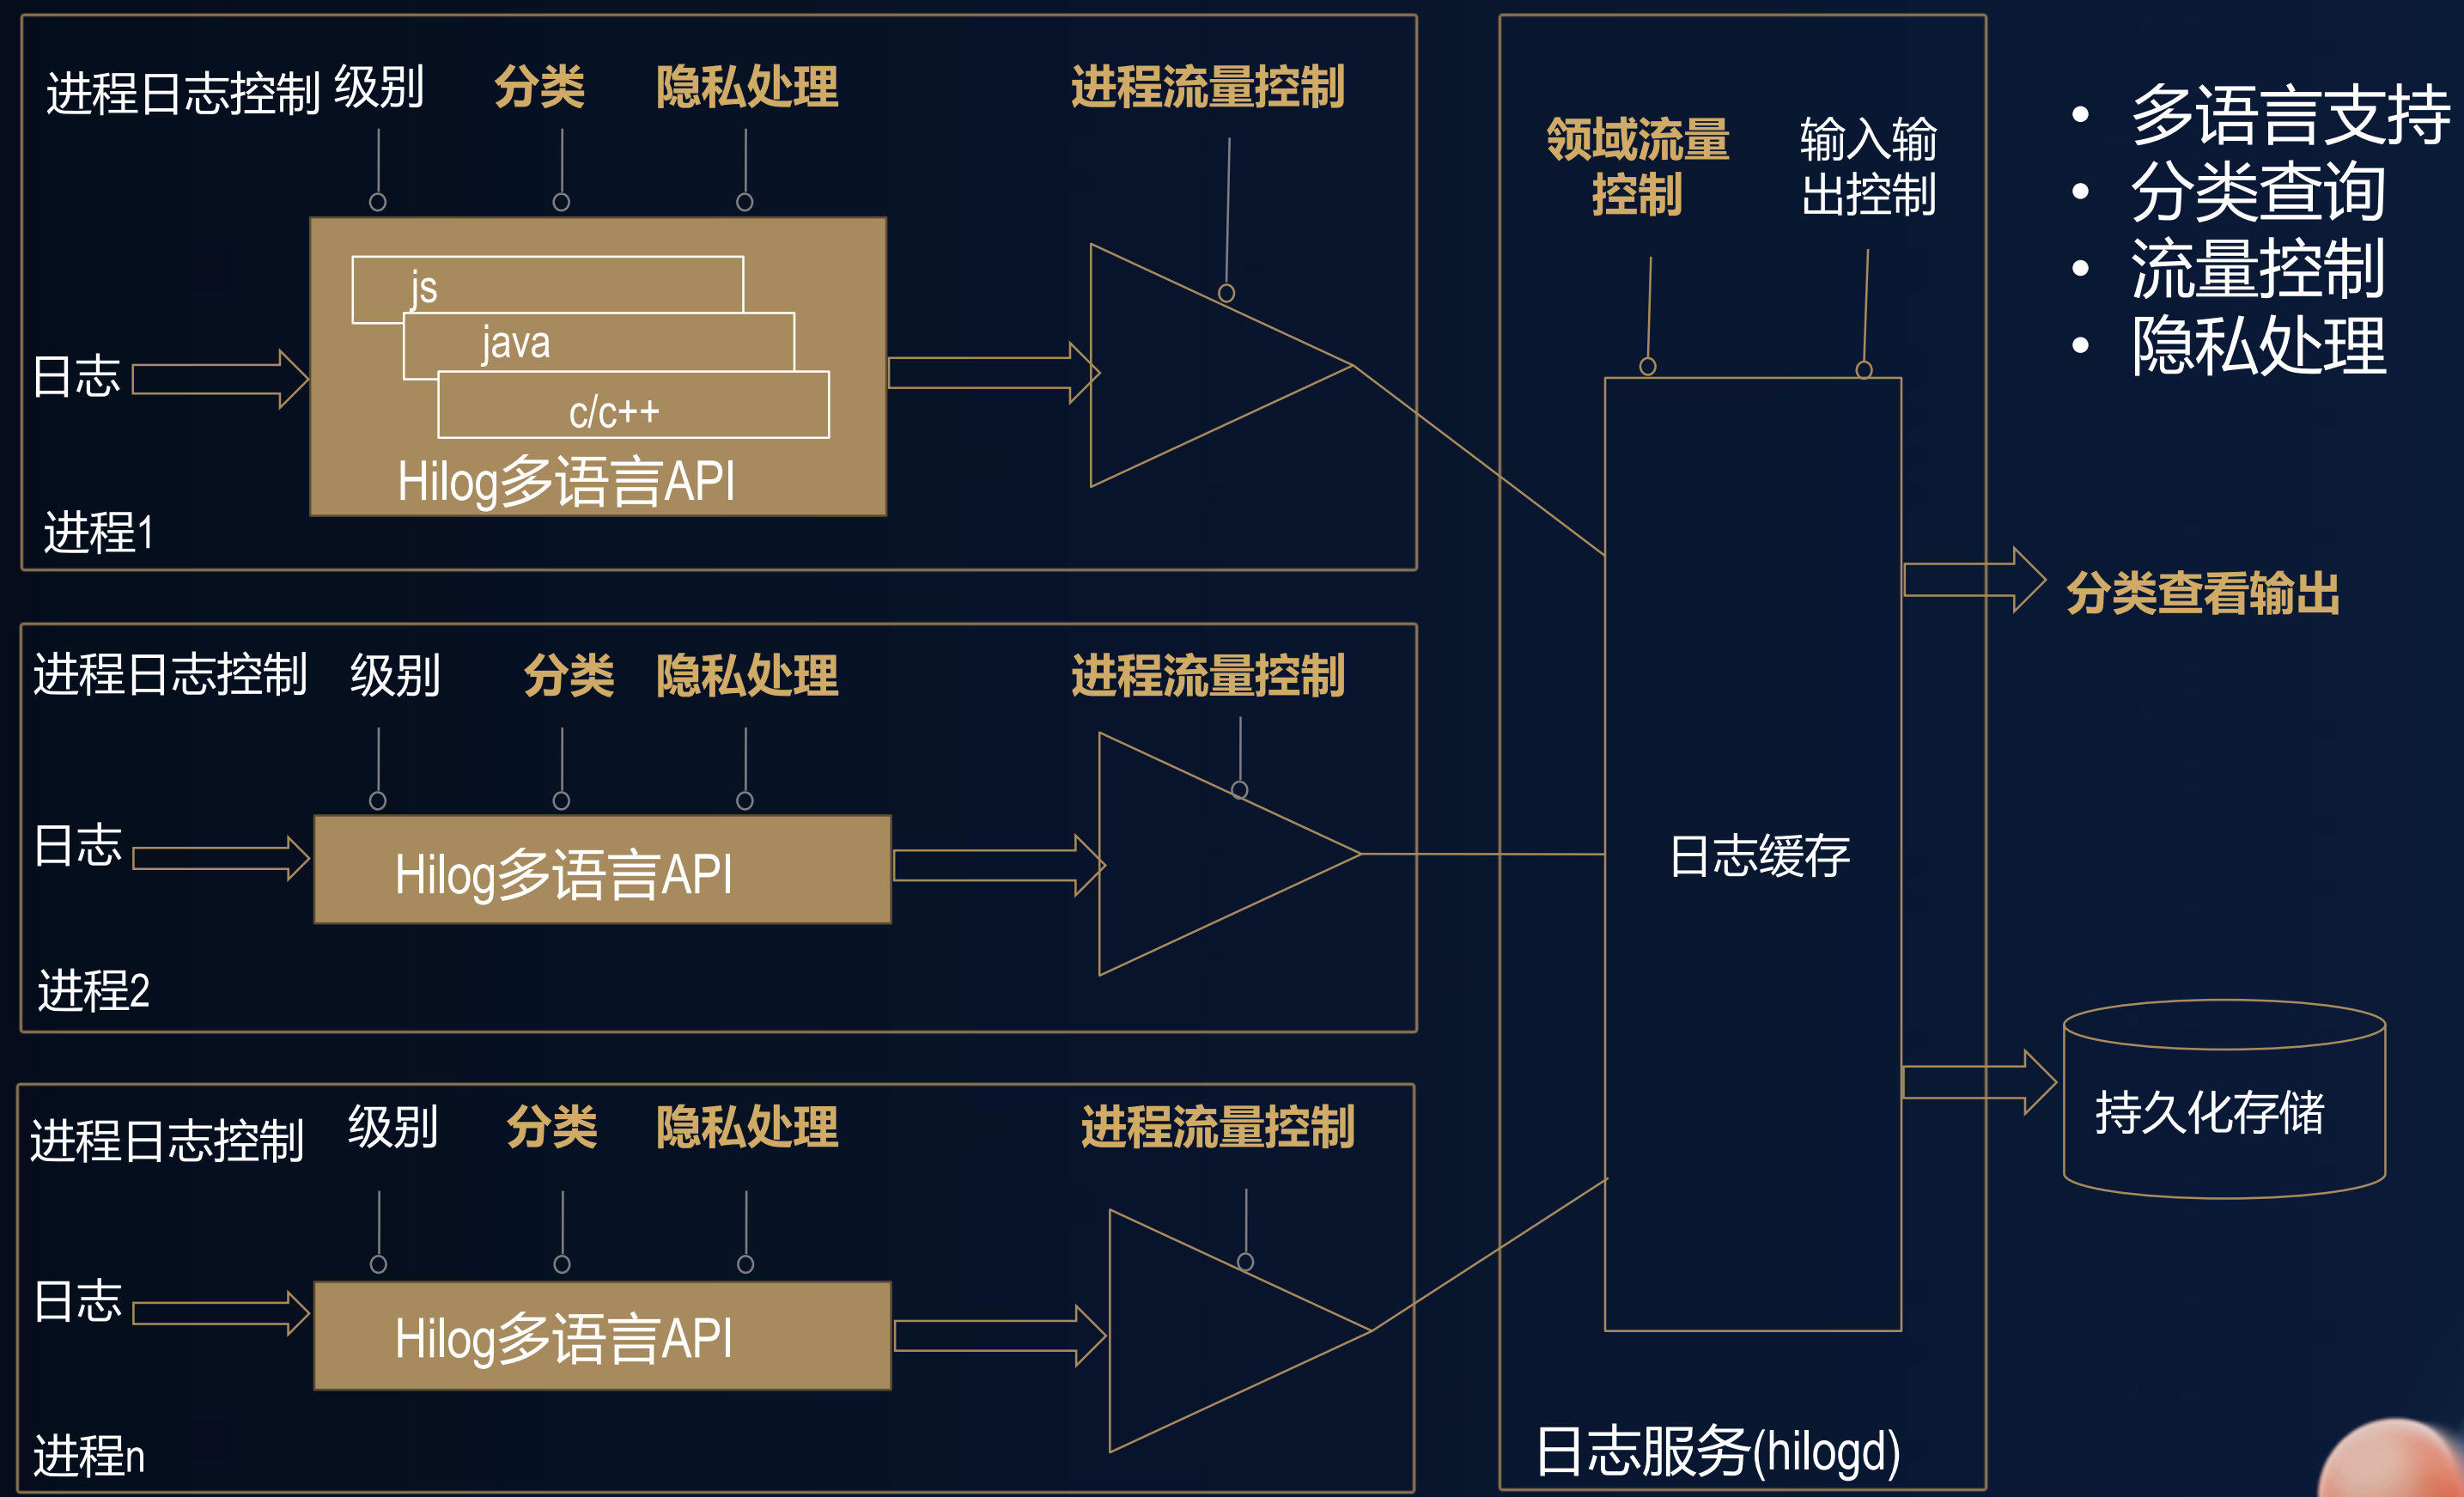 进程日志控制
级别
分类
隐私处理
进程流量控制
js
java
c/c++
Hilog多语言API
日志
进程1
进程日志控制
级别
分类
隐私处理
进程流量控制
日志
Hilog多语言API
进程2
进程日志控制
级别
分类
隐私处理
进程流量控制
日志
Hilog多语言API
进程n
领域流量
控制
输入输
出控制
日志缓存
日志服务(hilogd)
• 多语言支持
• 分类查询
• 流量控制
• 隐私处理
分类查看输出
持久化存储